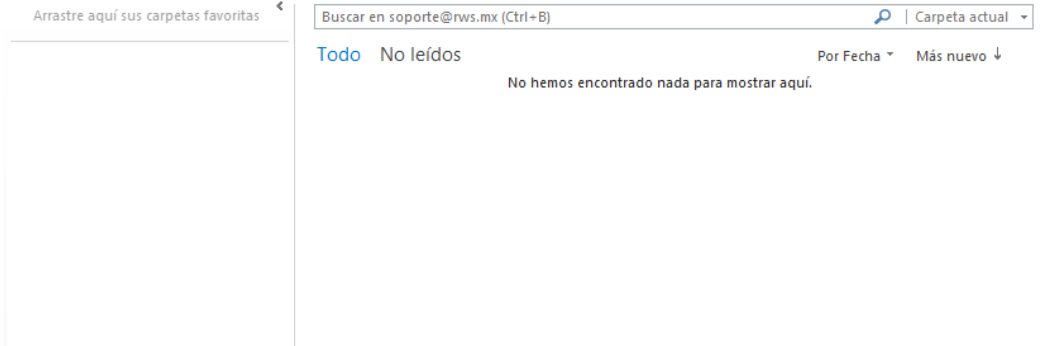 Arrastre aquí sus carpetas favoritas
Buscar en soporte@rws.mx (Ctrl+B) Carpeta actual
Todo No leídos Por Fecha Más nuevo
No hemos encontrado nada para mostrar aquí.